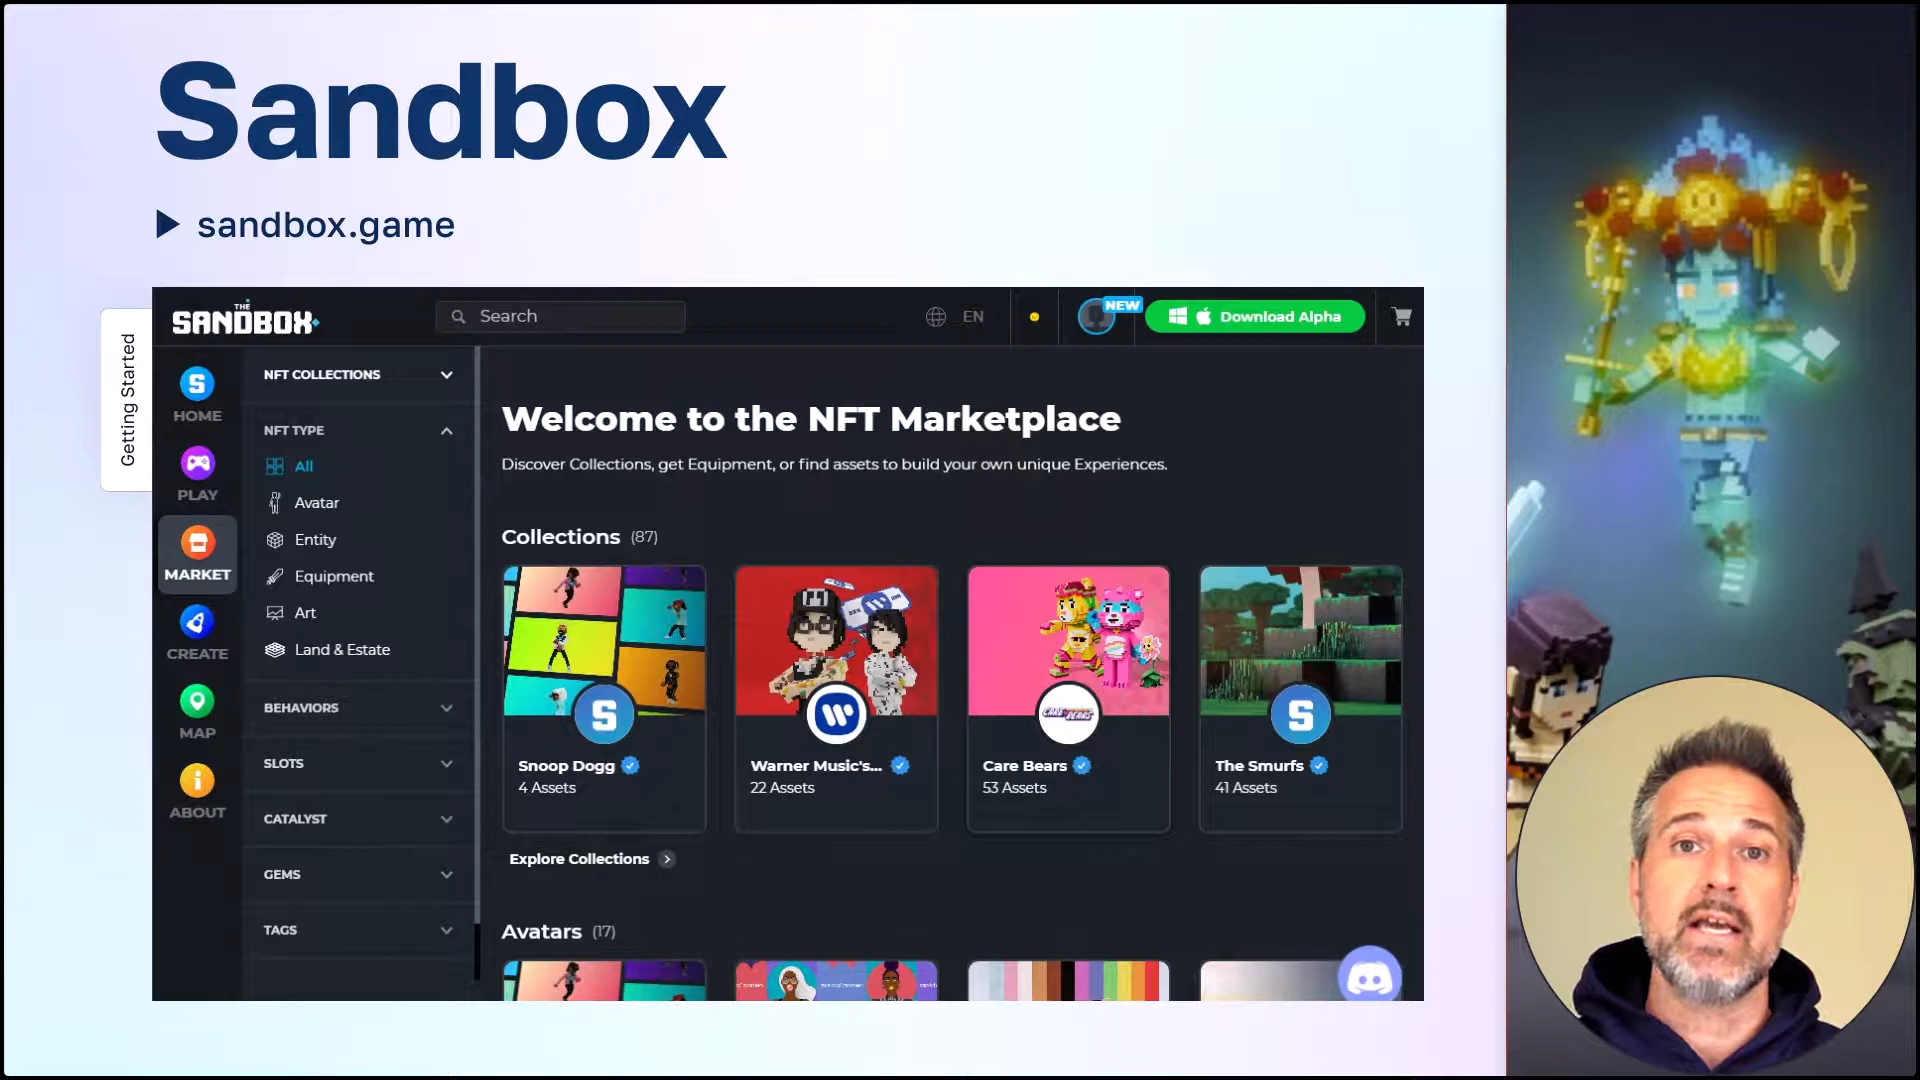 Sandbox
sandbox.game
Getting Started
THE
SANDBOX
Search
EN
NEW
Download Alpha
HOME
PLAY
MARKET
CREATE
MAP
ABOUT
NFT COLLECTIONS
NFT TYPE
All
Avatar
Entity
Equipment
Art
Land & Estate
BEHAVIORS
SLOTS
CATALYST
GEMS
TAGS
Welcome to the NFT Marketplace
Discover Collections, get Equipment, or find assets to build your own unique Experiences.
Collections (87)
CARE BEARS
Snoop Dogg
4 Assets
Warner Music's...
22 Assets
Care Bears
53 Assets
The Smurfs
41 Assets
Explore Collections
Avatars (17)